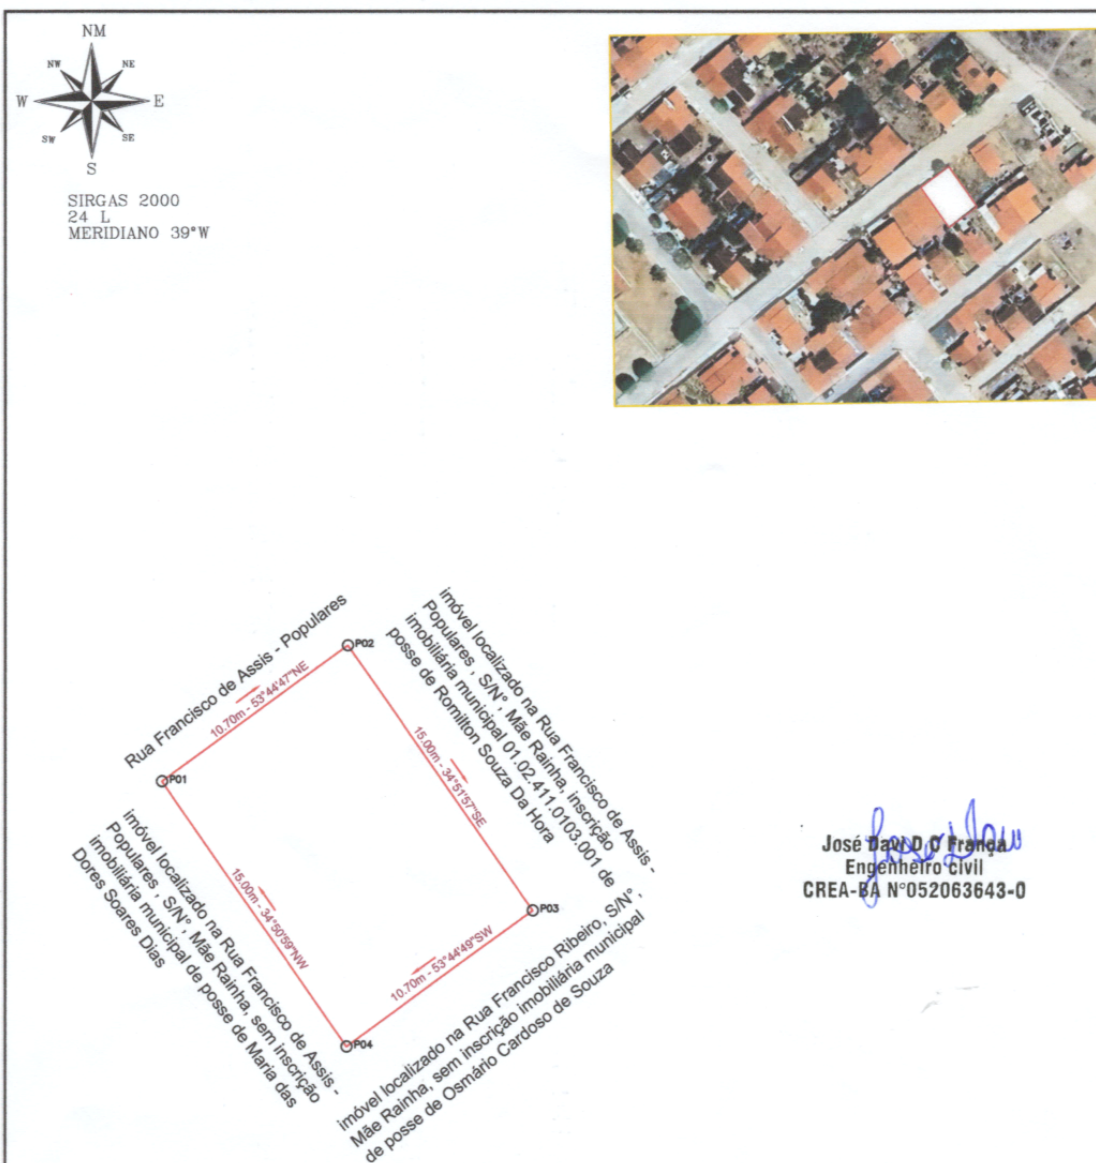 NM
NW NE
W E
SW SE
S
SIRGAS 2000
24 L
MERIDIANO 39°W
Rua Francisco de Assis - Populares
10.70m - 53°44'47"NE
P01
P02
imóvel localizado na Rua Francisco de Assis -
Populares , S/N° , Mãe Rainha, inscrição
imobiliária municipal 01.02.411.0103.001 de
posse de Romilton Souza Da Hora
15.00m - 34°51'57"SE
P03
15.00m - 34°50'59"NW
imóvel localizado na Rua Francisco de Assis -
Populares , S/N° , Mãe Rainha, sem inscrição
imobiliária municipal de posse de Maria das
Dores Soares Dias
10.70m - 53°44'49"SW
P04
imóvel localizado na Rua Francisco Ribeiro, S/N° ,
Mãe Rainha, sem inscrição imobiliária municipal
de posse de Osmário Cardoso de Souza
José Davi D O França
Engenheiro civil
CREA-BA N°052063643-0